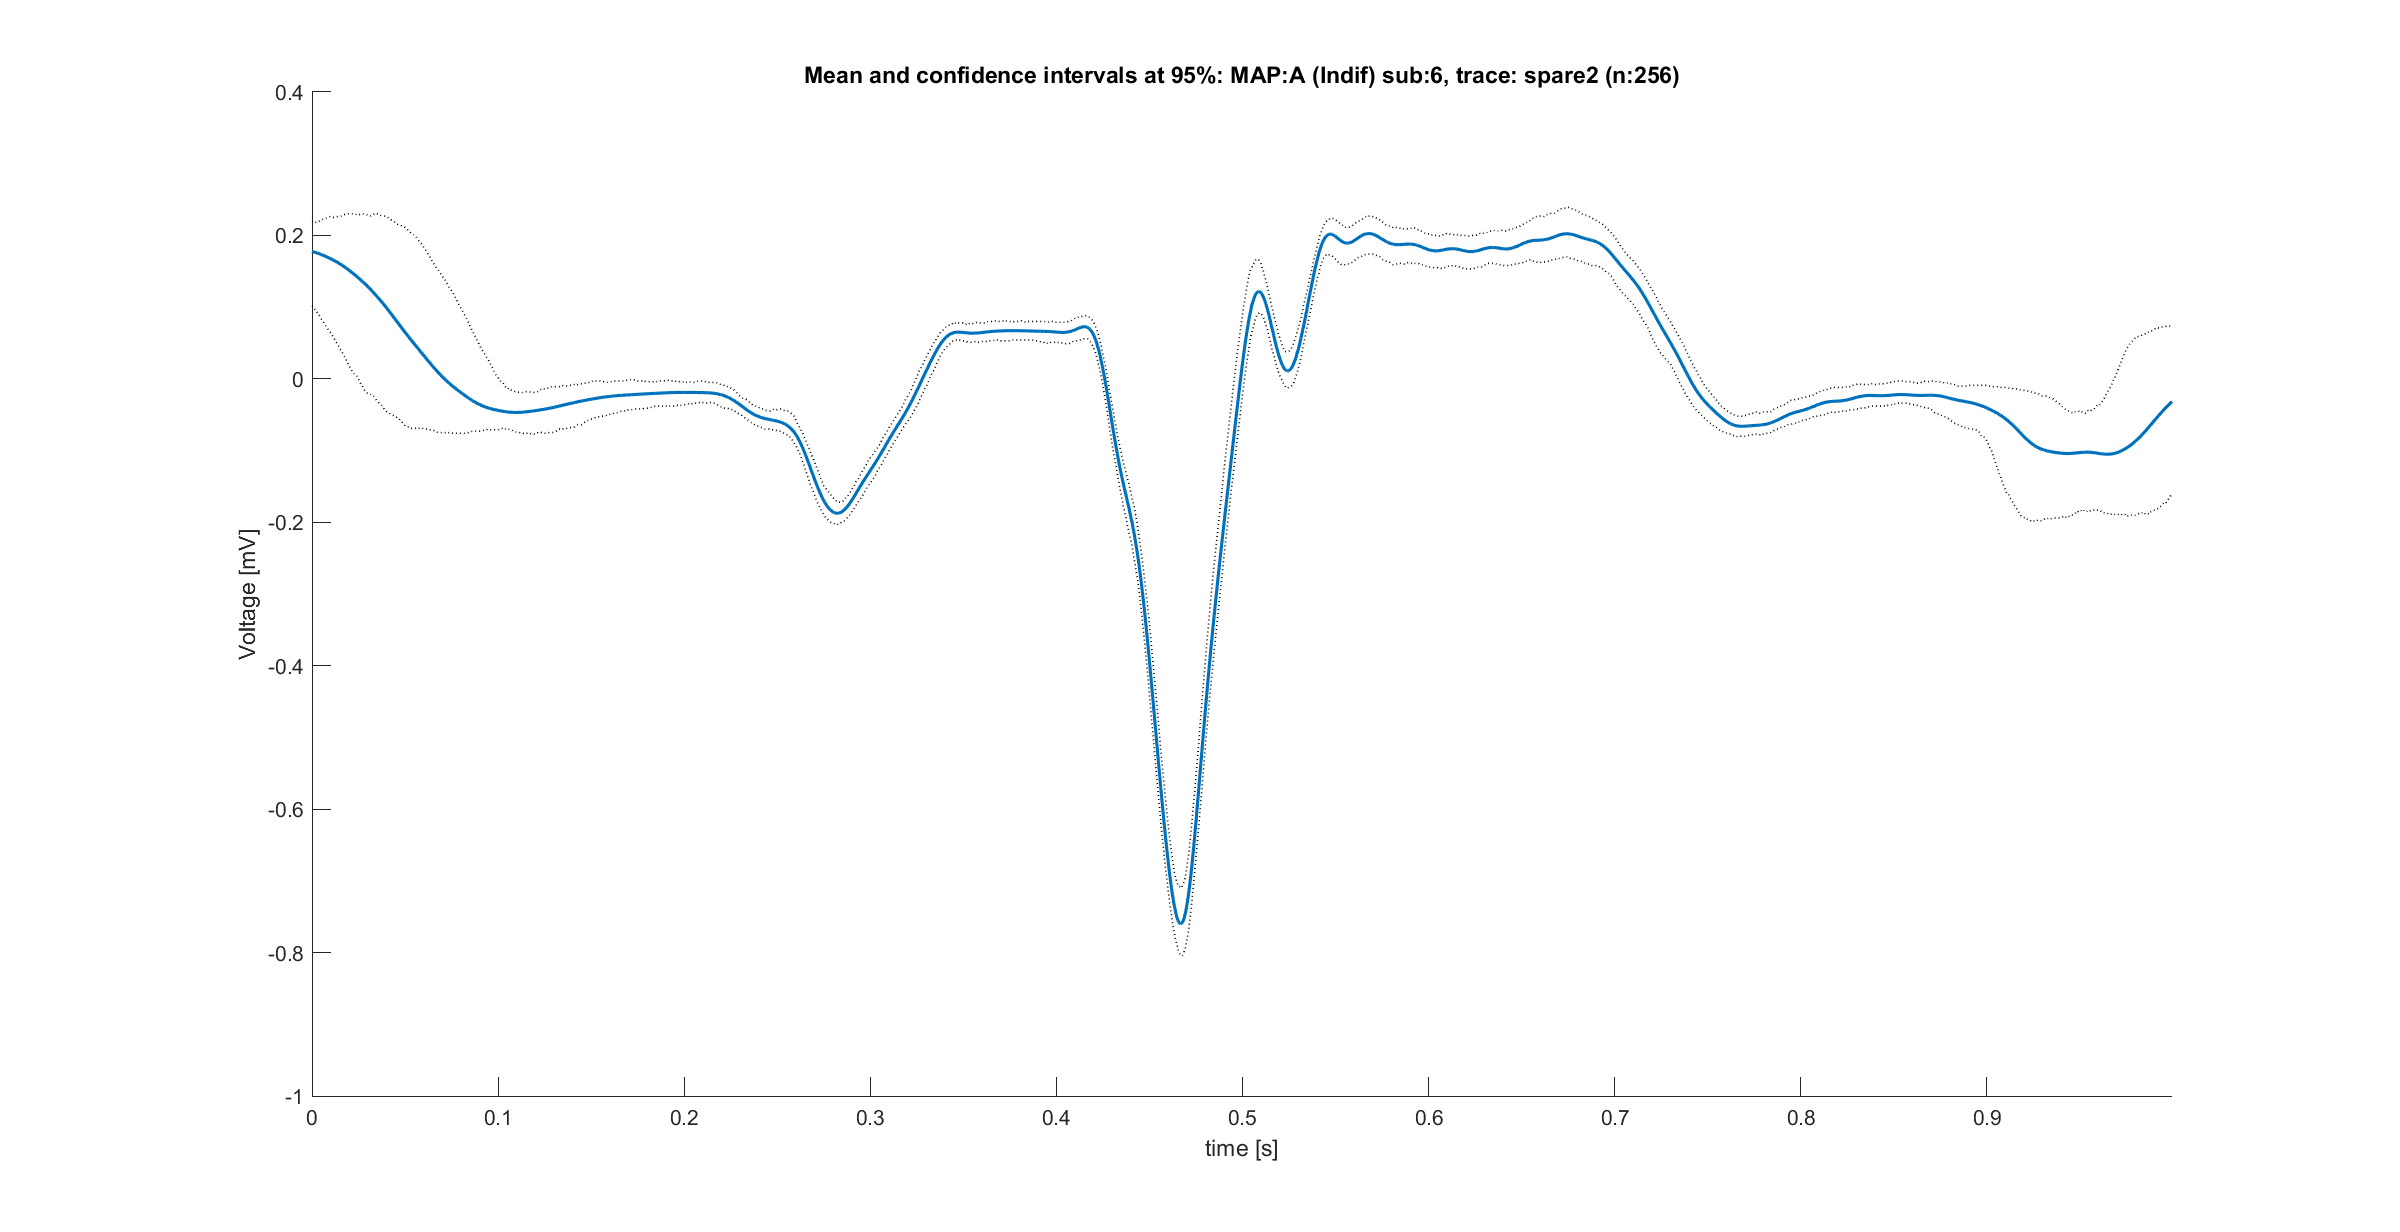 Mean and confidence intervals at 95%: MAP:A (Indif) sub:6, trace: spare2 (n:256)
0.4
0.2
0
-0.2
-0.4
-0.6
-0.8
-1
Voltage [mV]
0 0.1 0.2 0.3 0.4 0.5 0.6 0.7 0.8 0.9
time [s]